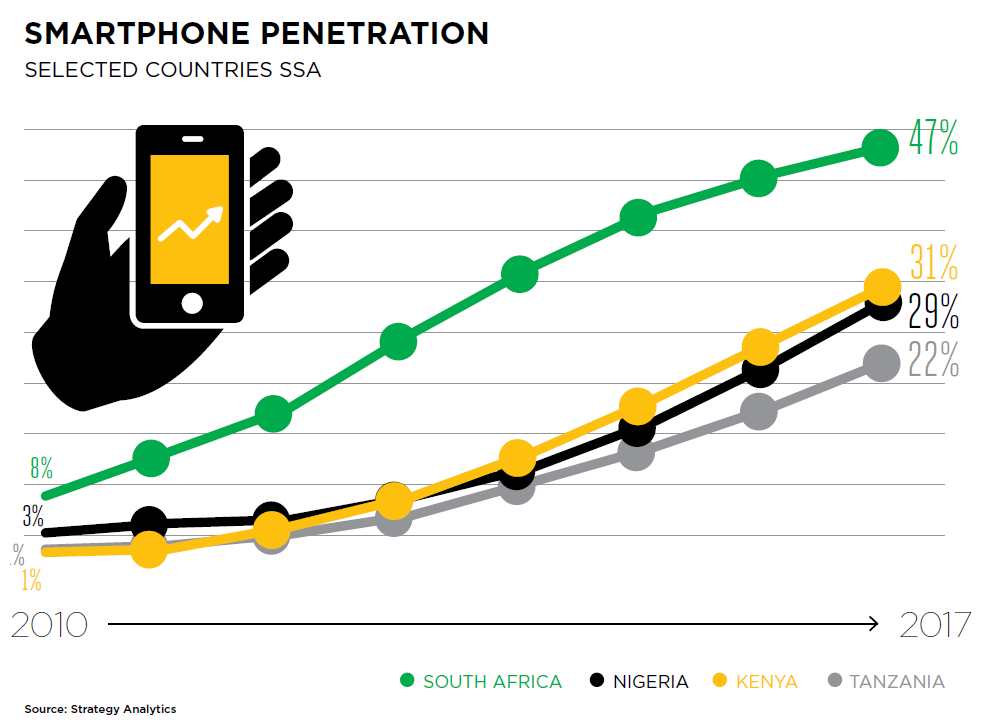 SMARTPHONE PENETRATION
SELECTED COUNTRIES SSA
47%
31%
29%
22%
8%
3%
.%
1%
2010
2017
SOUTH AFRICA
NIGERIA
KENYA
TANZANIA
Source: Strategy Analytics